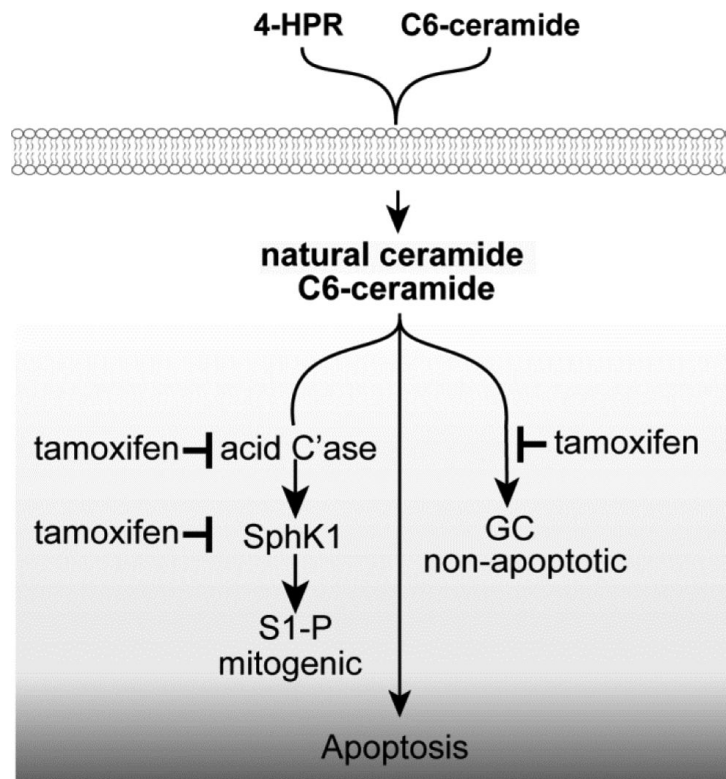 4-HPR C6-ceramide
natural ceramide
C6-ceramide
tamoxifen acid C'ase tamoxifen
tamoxifen SphK1 GC
non-apoptotic
S1-P
mitogenic
Apoptosis